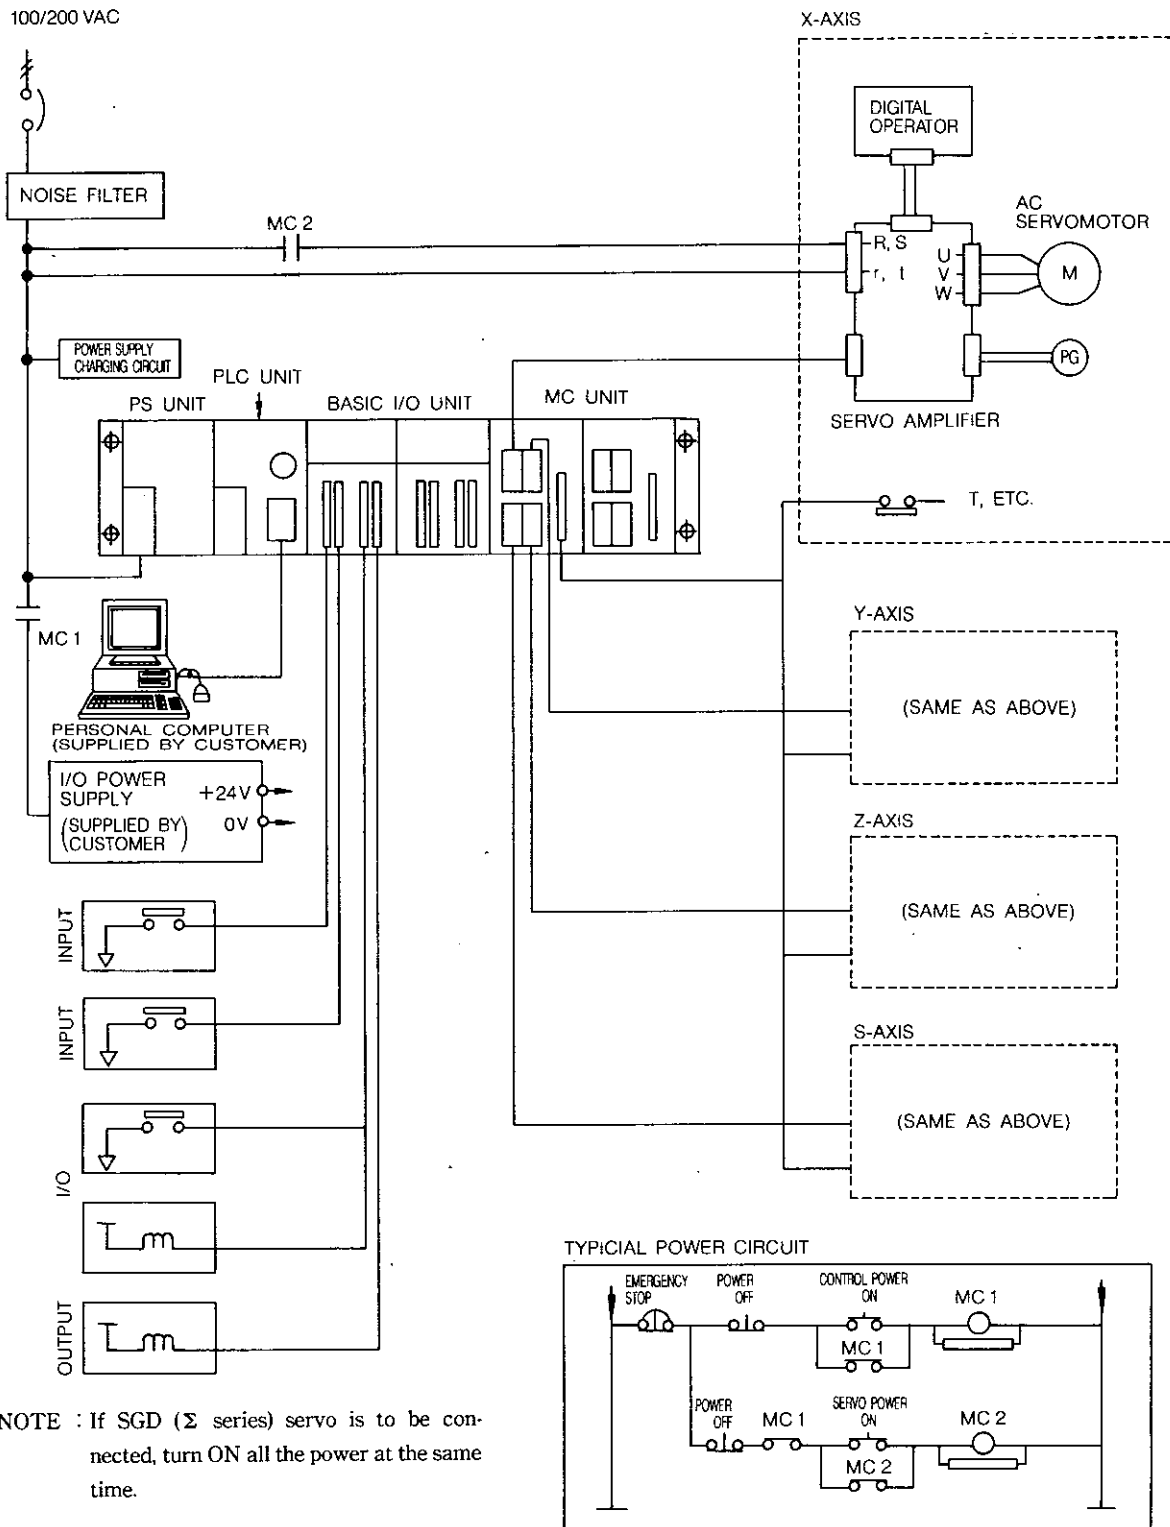 100/200 VAC
X-AXIS
DIGITAL
OPERATOR
NOISE FILTER
MC 2
AC
SERVOMOTOR
R, S
r, t
U
V
W
M
POWER SUPPLY
CHARGING CIRCUIT
PG
PLC UNIT
PS UNIT
BASIC I/O UNIT
MC UNIT
SERVO AMPLIFIER
T, ETC.
MC 1
Y-AXIS
(SAME AS ABOVE)
PERSONAL COMPUTER
(SUPPLIED BY CUSTOMER)
I/O POWER
SUPPLY
+24V
(SUPPLIED BY
CUSTOMER)
0V
Z-AXIS
(SAME AS ABOVE)
INPUT
INPUT
S-AXIS
(SAME AS ABOVE)
I/O
OUTPUT
TYPICIAL POWER CIRCUIT
EMERGENCY
STOP
POWER
OFF
CONTROL POWER
ON
MC 1
MC 1
POWER
OFF
MC 1
SERVO POWER
ON
MC 2
MC 2
NOTE : If SGD (Σ series) servo is to be con-
nected, turn ON all the power at the same
time.